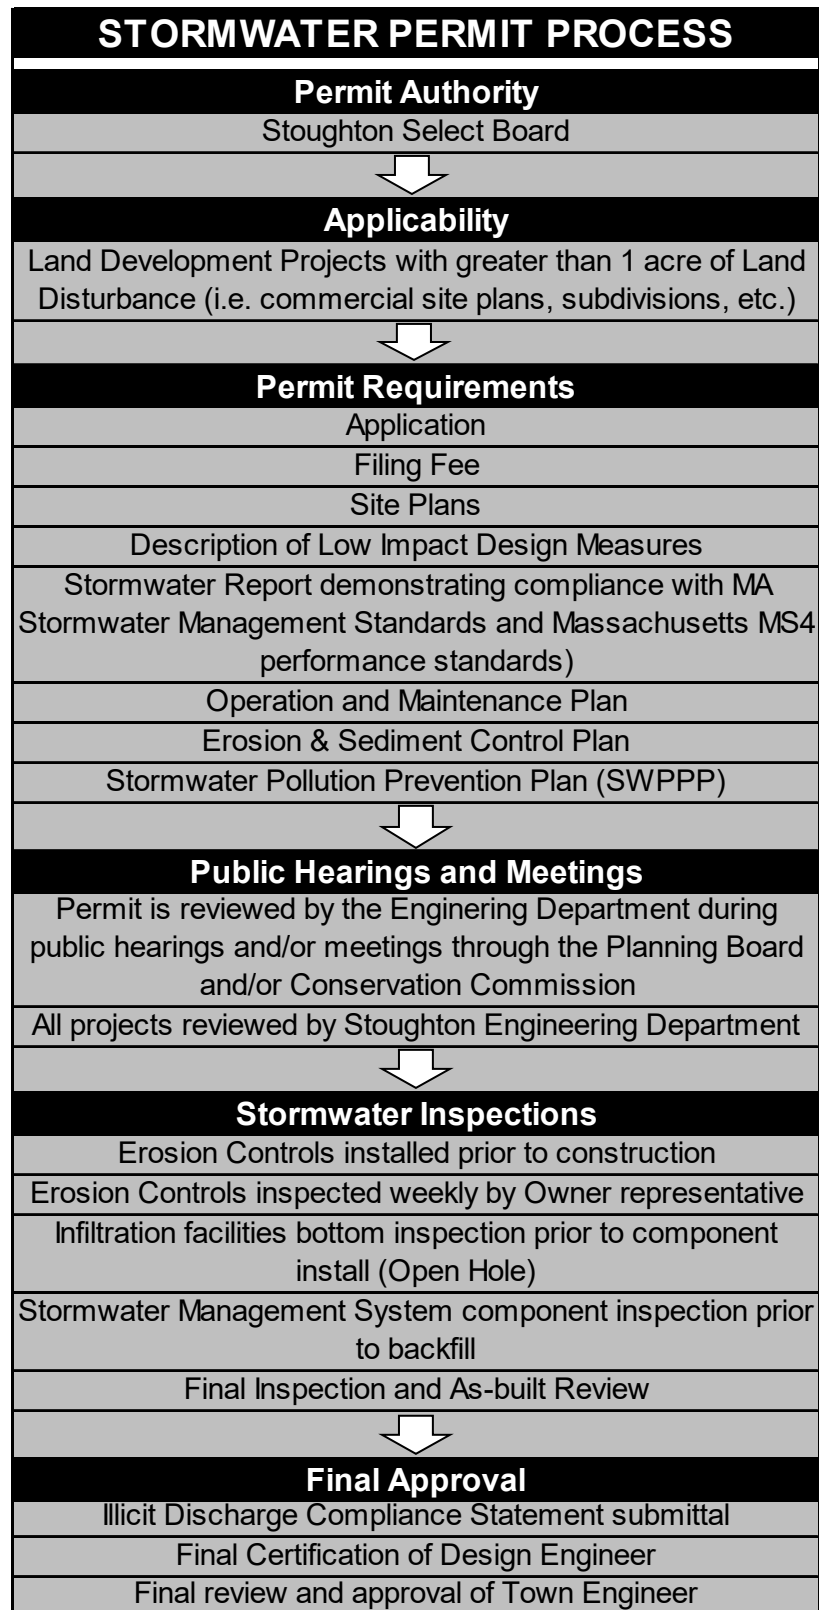 STORMWATER PERMIT PROCESS
Permit Authority
Stoughton Select Board
Applicability
Land Development Projects with greater than 1 acre of Land
Disturbance (i.e. commercial site plans, subdivisions, etc.)
Permit Requirements
Application
Filing Fee
Site Plans
Description of Low Impact Design Measures
Stormwater Report demonstrating compliance with MA
Stormwater Management Standards and Massachusetts MS4
performance standards)
Operation and Maintenance Plan
Erosion & Sediment Control Plan
Stormwater Pollution Prevention Plan (SWPPP)
Public Hearings and Meetings
Permit is reviewed by the Enginering Department during
public hearings and/or meetings through the Planning Board
and/or Conservation Commission
All projects reviewed by Stoughton Engineering Department
Stormwater Inspections
Erosion Controls installed prior to construction
Erosion Controls inspected weekly by Owner representative
Infiltration facilities bottom inspection prior to component
install (Open Hole)
Stormwater Management System component inspection prior
to backfill
Final Inspection and As-built Review
Final Approval
Illicit Discharge Compliance Statement submittal
Final Certification of Design Engineer
Final review and approval of Town Engineer